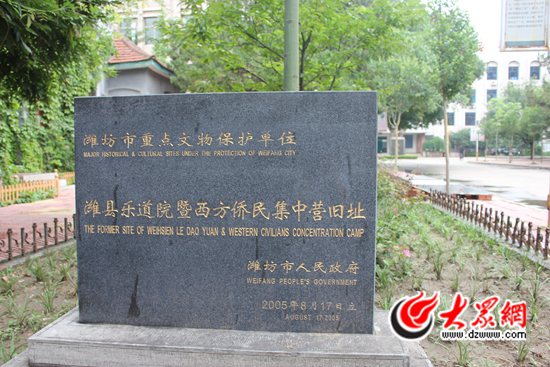 潍坊市重点文物保护单位
MAJOR HISTORICAL & CULTURAL SITES UNDER THE PROTECTION OF WEIFANG CITY
潍县乐道院暨西方侨民集中营旧址
THE FORMER SITE OF WEIHSIEN LE DAO YUAN & WESTERN CIVILIANS CONCENTRATION CAMP
潍坊市人民政府
WEIFANG PEOPLE'S GOVERNMENT
2005年8月17日立
AUGUST 17.2005
大众网
www.dzwww.com